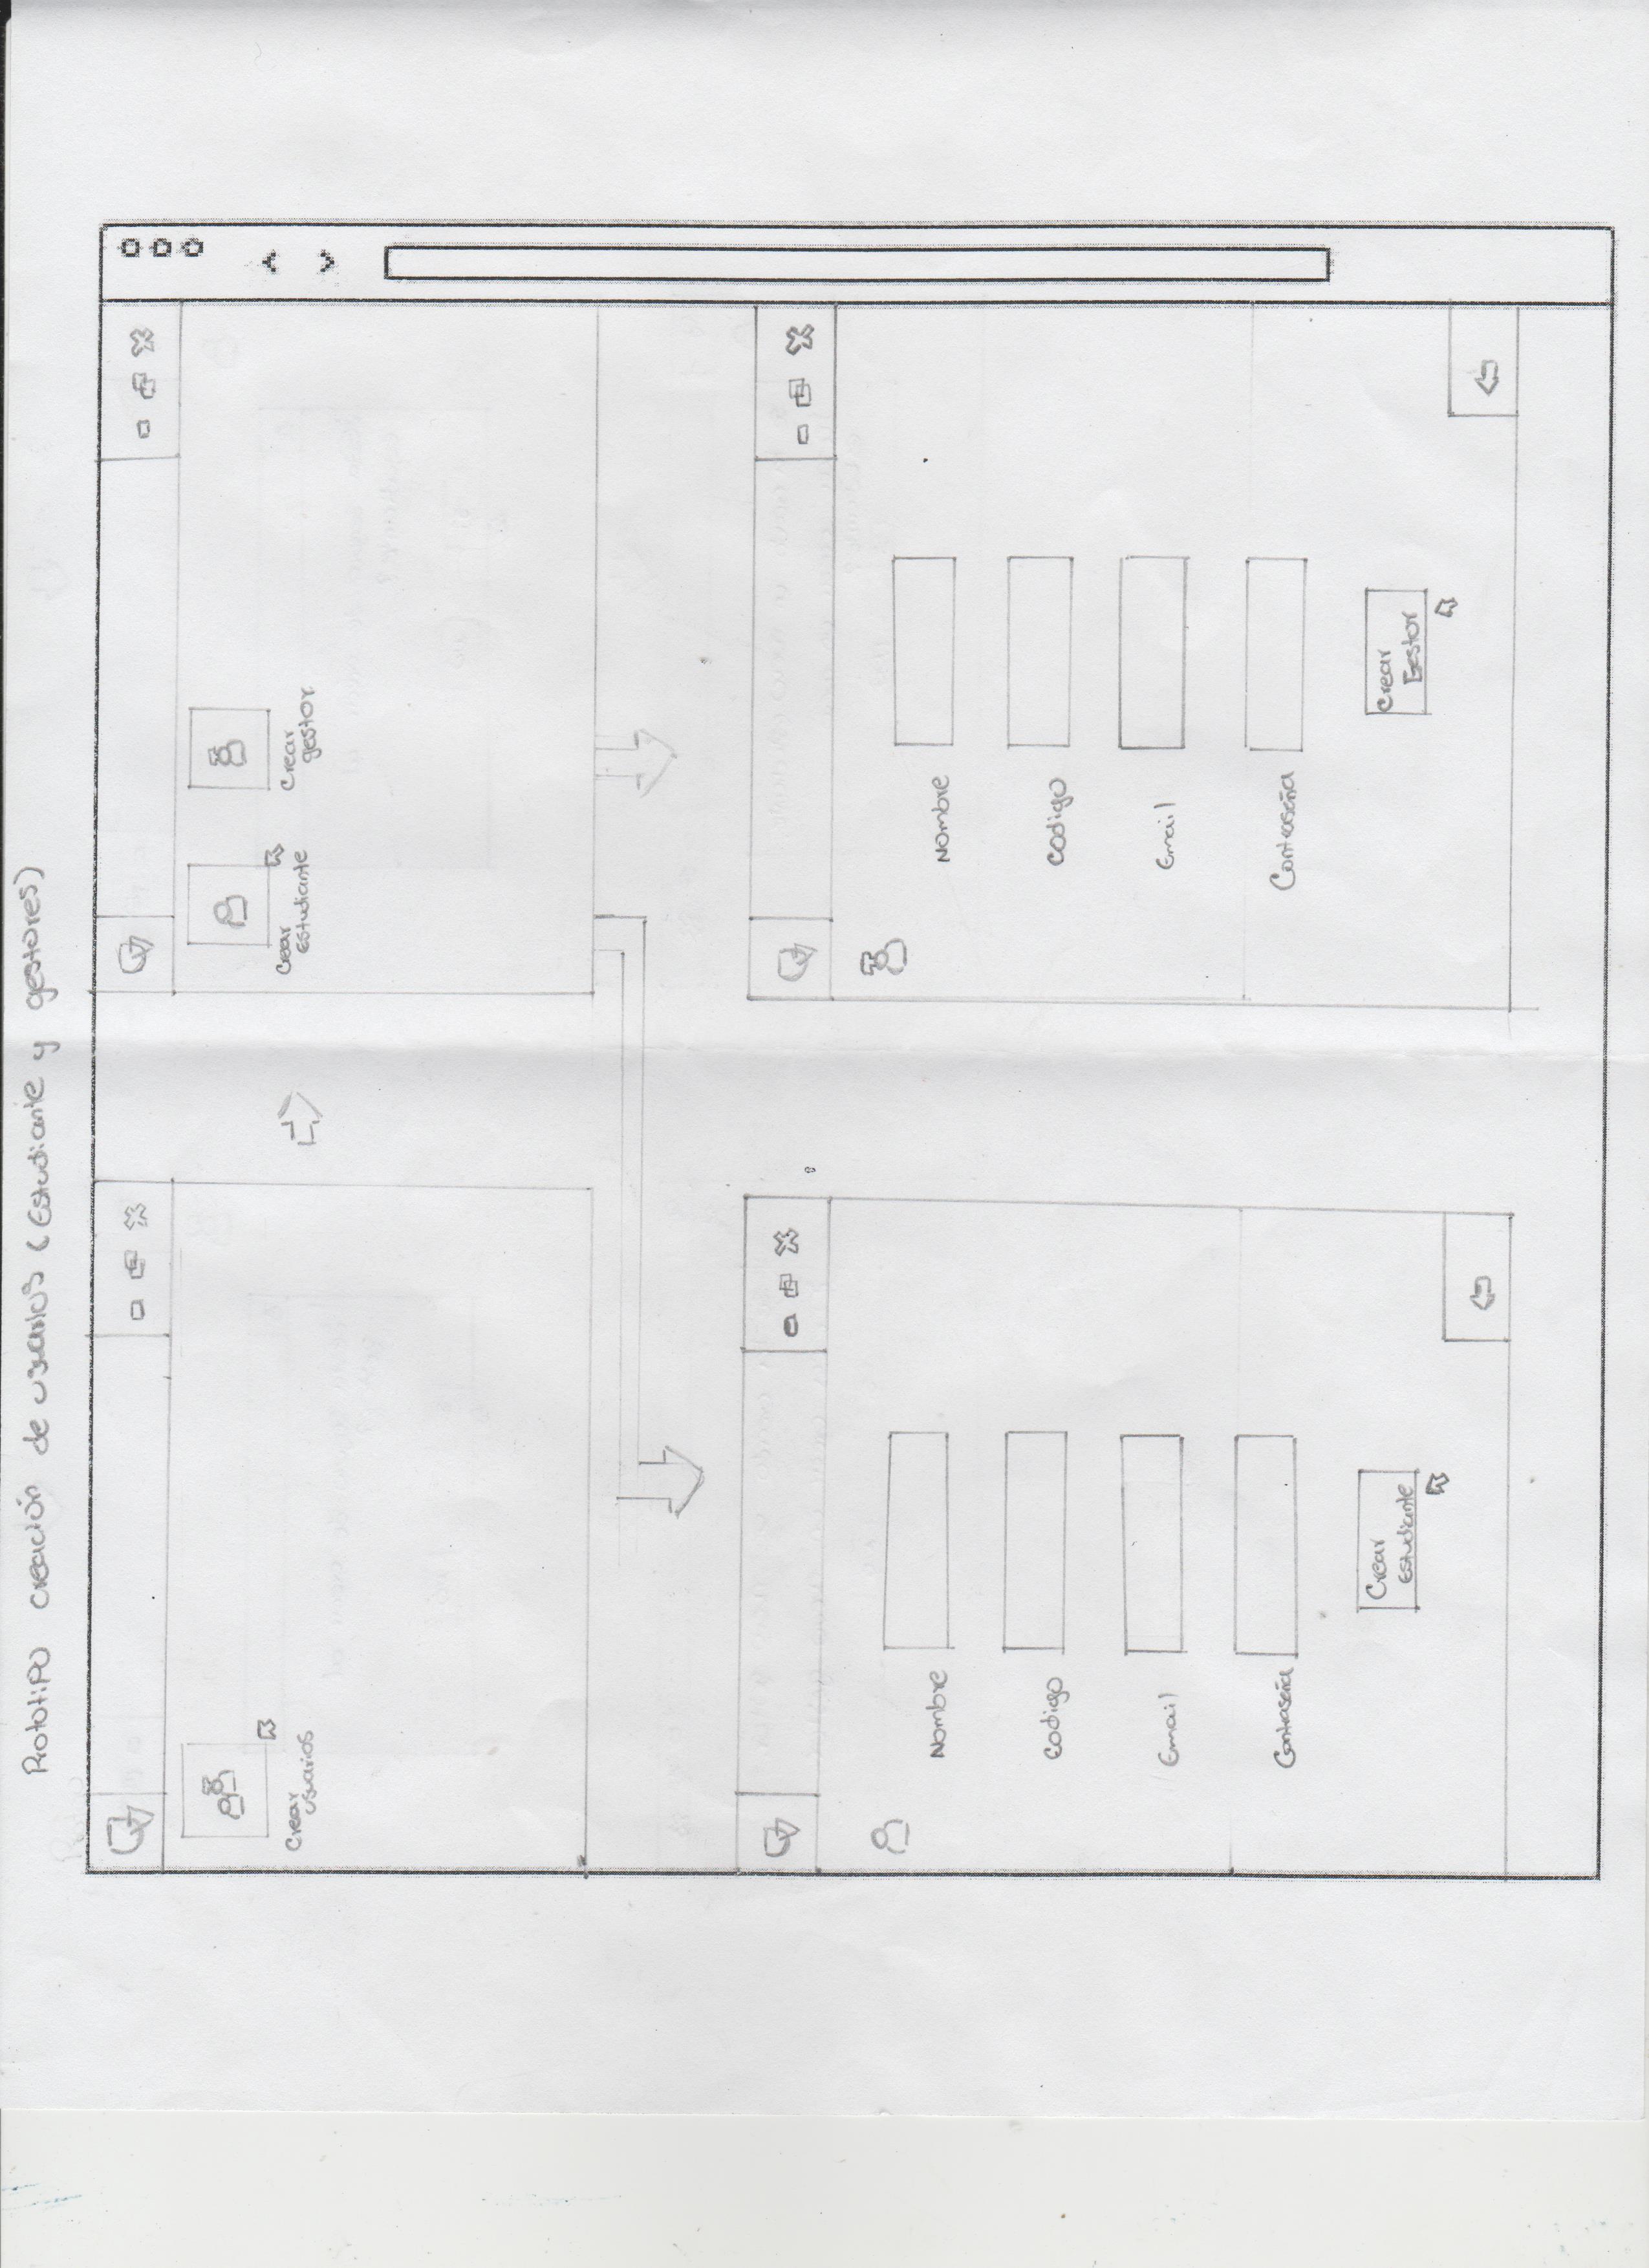 Prototipo creación de usuarios (Estudiante y gestores)
Crear
usuarios
Crear
Estudiante
Crear
gestor
Nombre
Codigo
Email
Contraseña
Crear
Estudiante
Nombre
Codigo
Email
Contraseña
Crear
Gestor